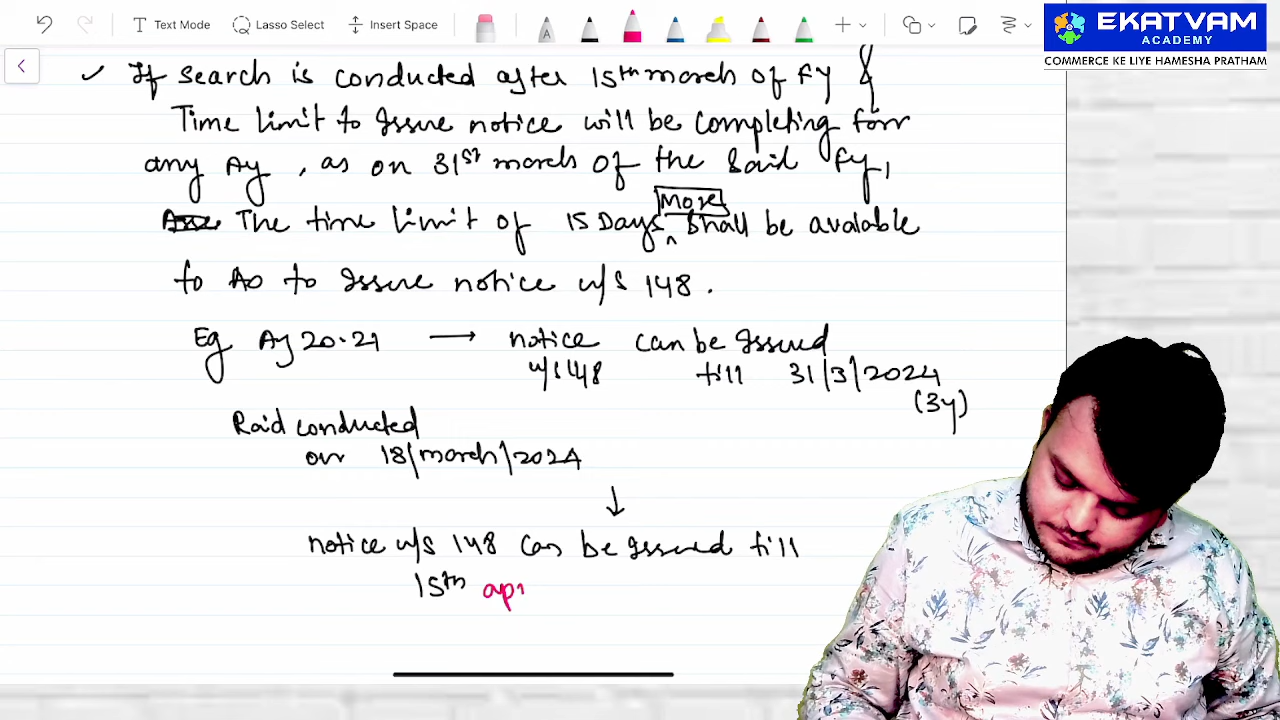 Text Mode Lasso Select Insert Space
EKATVAM
ACADEMY
COMMERCE KE LIYE HAMESHA PRATHAM
If search is conducted after 15th march of Fy &
Time limit to Issue notice will be completing for
any Ay, as on 31st march of the said Fy,
More
The time limit of 15 Days ^ Shall be avalable
to Ao to Issue notice u/s 148.
Eg Ay 20-21 → notice can be Issued
u/s 148 till 31/3/2024
(3y)
Raid conducted
on 18/march/2024
↓
notice u/s 148 can be Issued till
15th apr